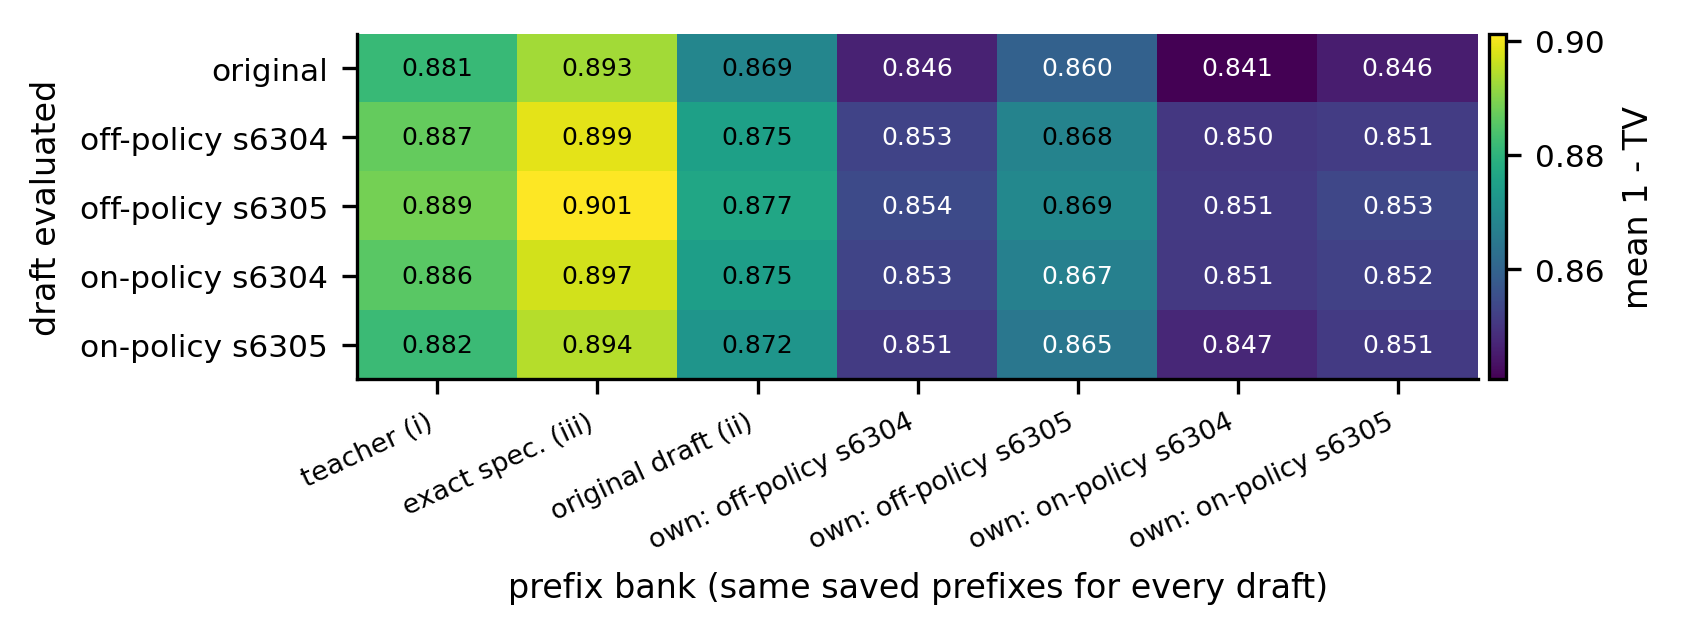 draft evaluated
original 0.881 0.893 0.869 0.846 0.860 0.841 0.846
off-policy s6304 0.887 0.899 0.875 0.853 0.868 0.850 0.851
off-policy s6305 0.889 0.901 0.877 0.854 0.869 0.851 0.853
on-policy s6304 0.886 0.897 0.875 0.853 0.867 0.851 0.852
on-policy s6305 0.882 0.894 0.872 0.851 0.865 0.847 0.851
teacher (i)
exact spec. (iii)
original draft (ii)
own: off-policy s6304
own: off-policy s6305
own: on-policy s6304
own: on-policy s6305
prefix bank (same saved prefixes for every draft)
0.90
0.88
0.86
mean 1 - TV